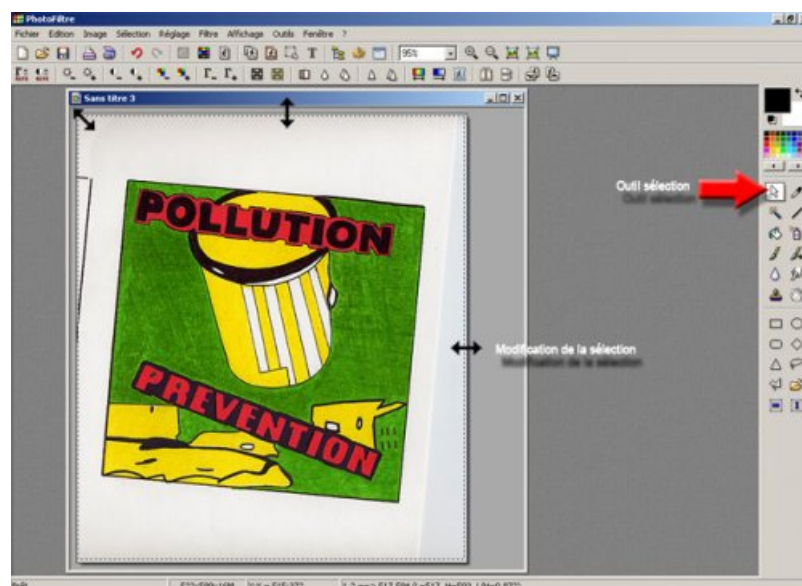 PhotoFiltre
Fichier Edition Image Sélection Réglage Filtre Affichage Outils Fenêtre ?
95%
Sans titre 3
Outil sélection
POLLUTION
Modification de la sélection
PREVENTION